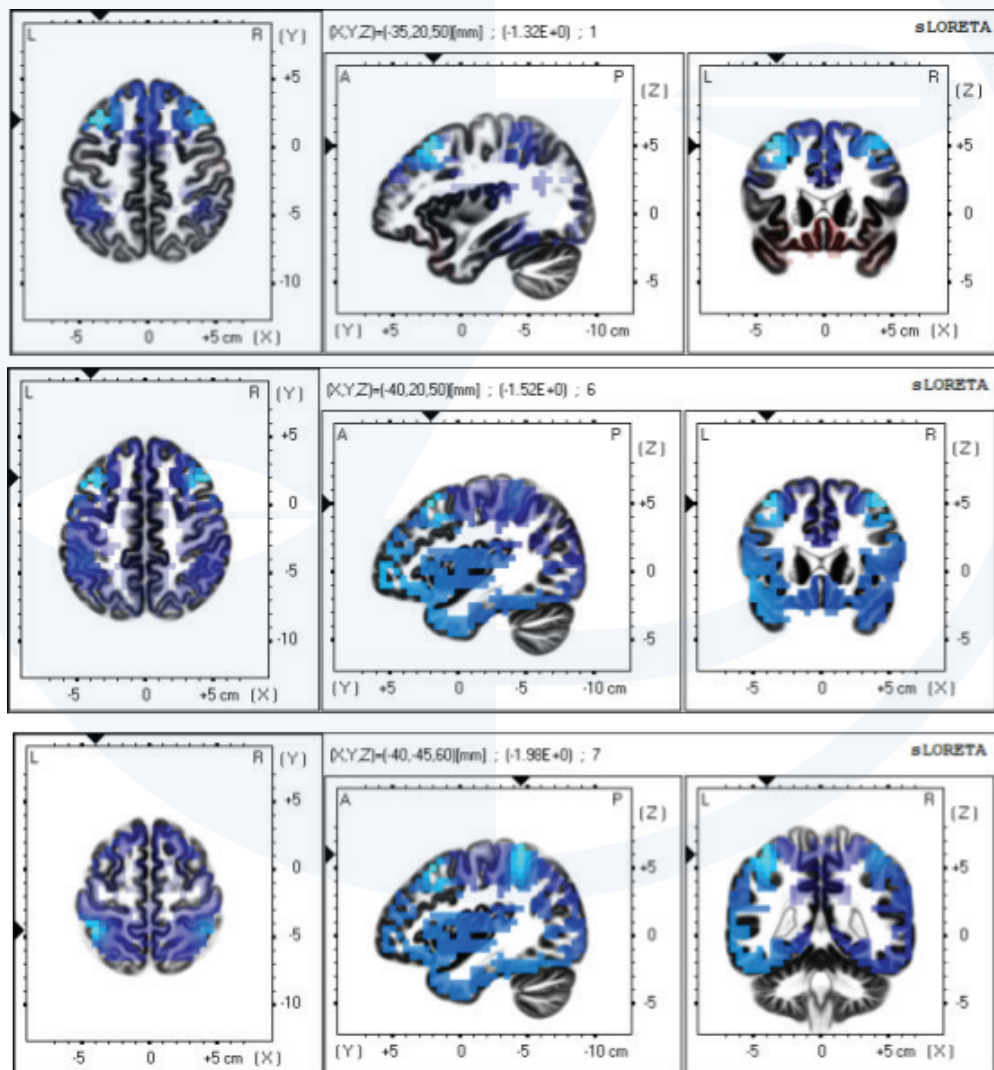 (X,Y,Z)=(-35,20,50)[mm] ; (-1.32E+0) ; 1
sLORETA
L R (Y)
+5
0
-5
-10
-5 0 +5 cm (X)
A P (Z)
+5
0
-5
(Y) +5 0 -5 -10 cm
L R (Z)
+5
0
-5
-5 0 +5 cm (X)
(X,Y,Z)=(-40,20,50)[mm] ; (-1.52E+0) ; 6
sLORETA
L R (Y)
+5
0
-5
-10
-5 0 +5 cm (X)
A P (Z)
+5
0
-5
(Y) +5 0 -5 -10 cm
L R (Z)
+5
0
-5
-5 0 +5 cm (X)
(X,Y,Z)=(-40,-45,60)[mm] ; (-1.98E+0) ; 7
sLORETA
L R (Y)
+5
0
-5
-10
-5 0 +5 cm (X)
A P (Z)
+5
0
-5
(Y) +5 0 -5 -10 cm
L R (Z)
+5
0
-5
-5 0 +5 cm (X)